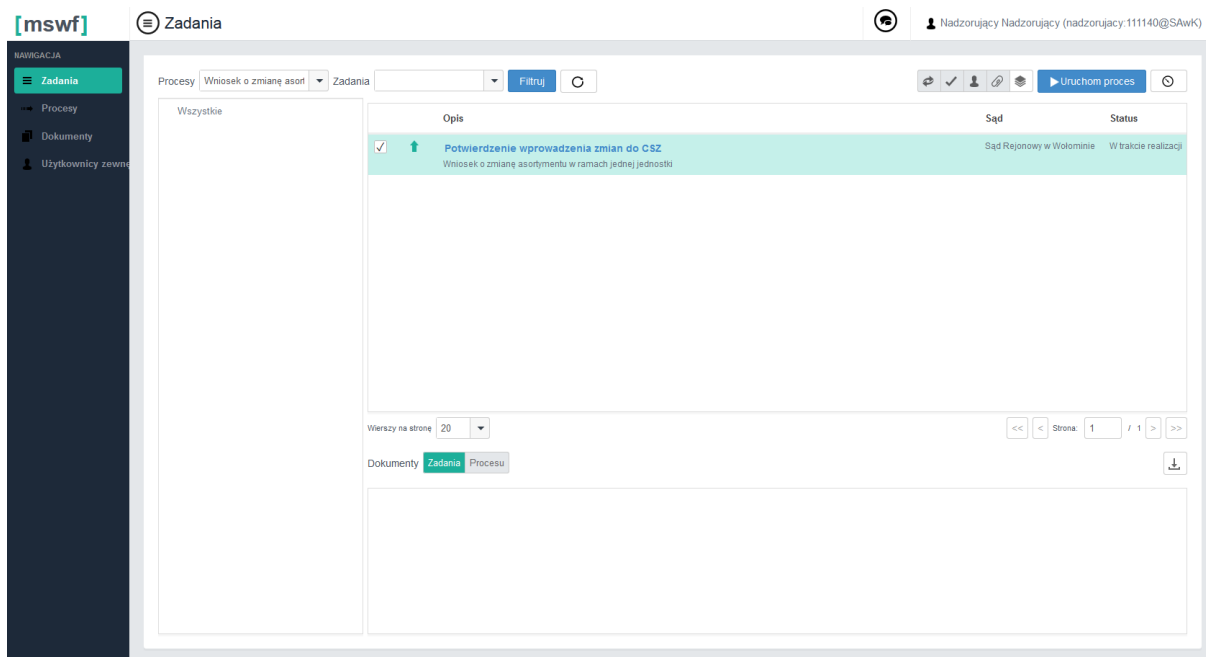 [mswf]
Zadania
Nadzorujący Nadzorujący (nadzorujacy:111140@SAwK)
NAWIGACJA
Zadania
Procesy
Dokumenty
Użytkownicy zewnę
Procesy Wniosek o zmianę asort Zadania Filtruj Uruchom proces
Wszystkie
Opis Sąd Status
Potwierdzenie wprowadzenia zmian do CSZ Sąd Rejonowy w Wołominie W trakcie realizacji
Wniosek o zmianę asortymentu w ramach jednej jednostki
Wierszy na stronę 20 << < Strona: 1 / 1 > >>
Dokumenty Zadania Procesu